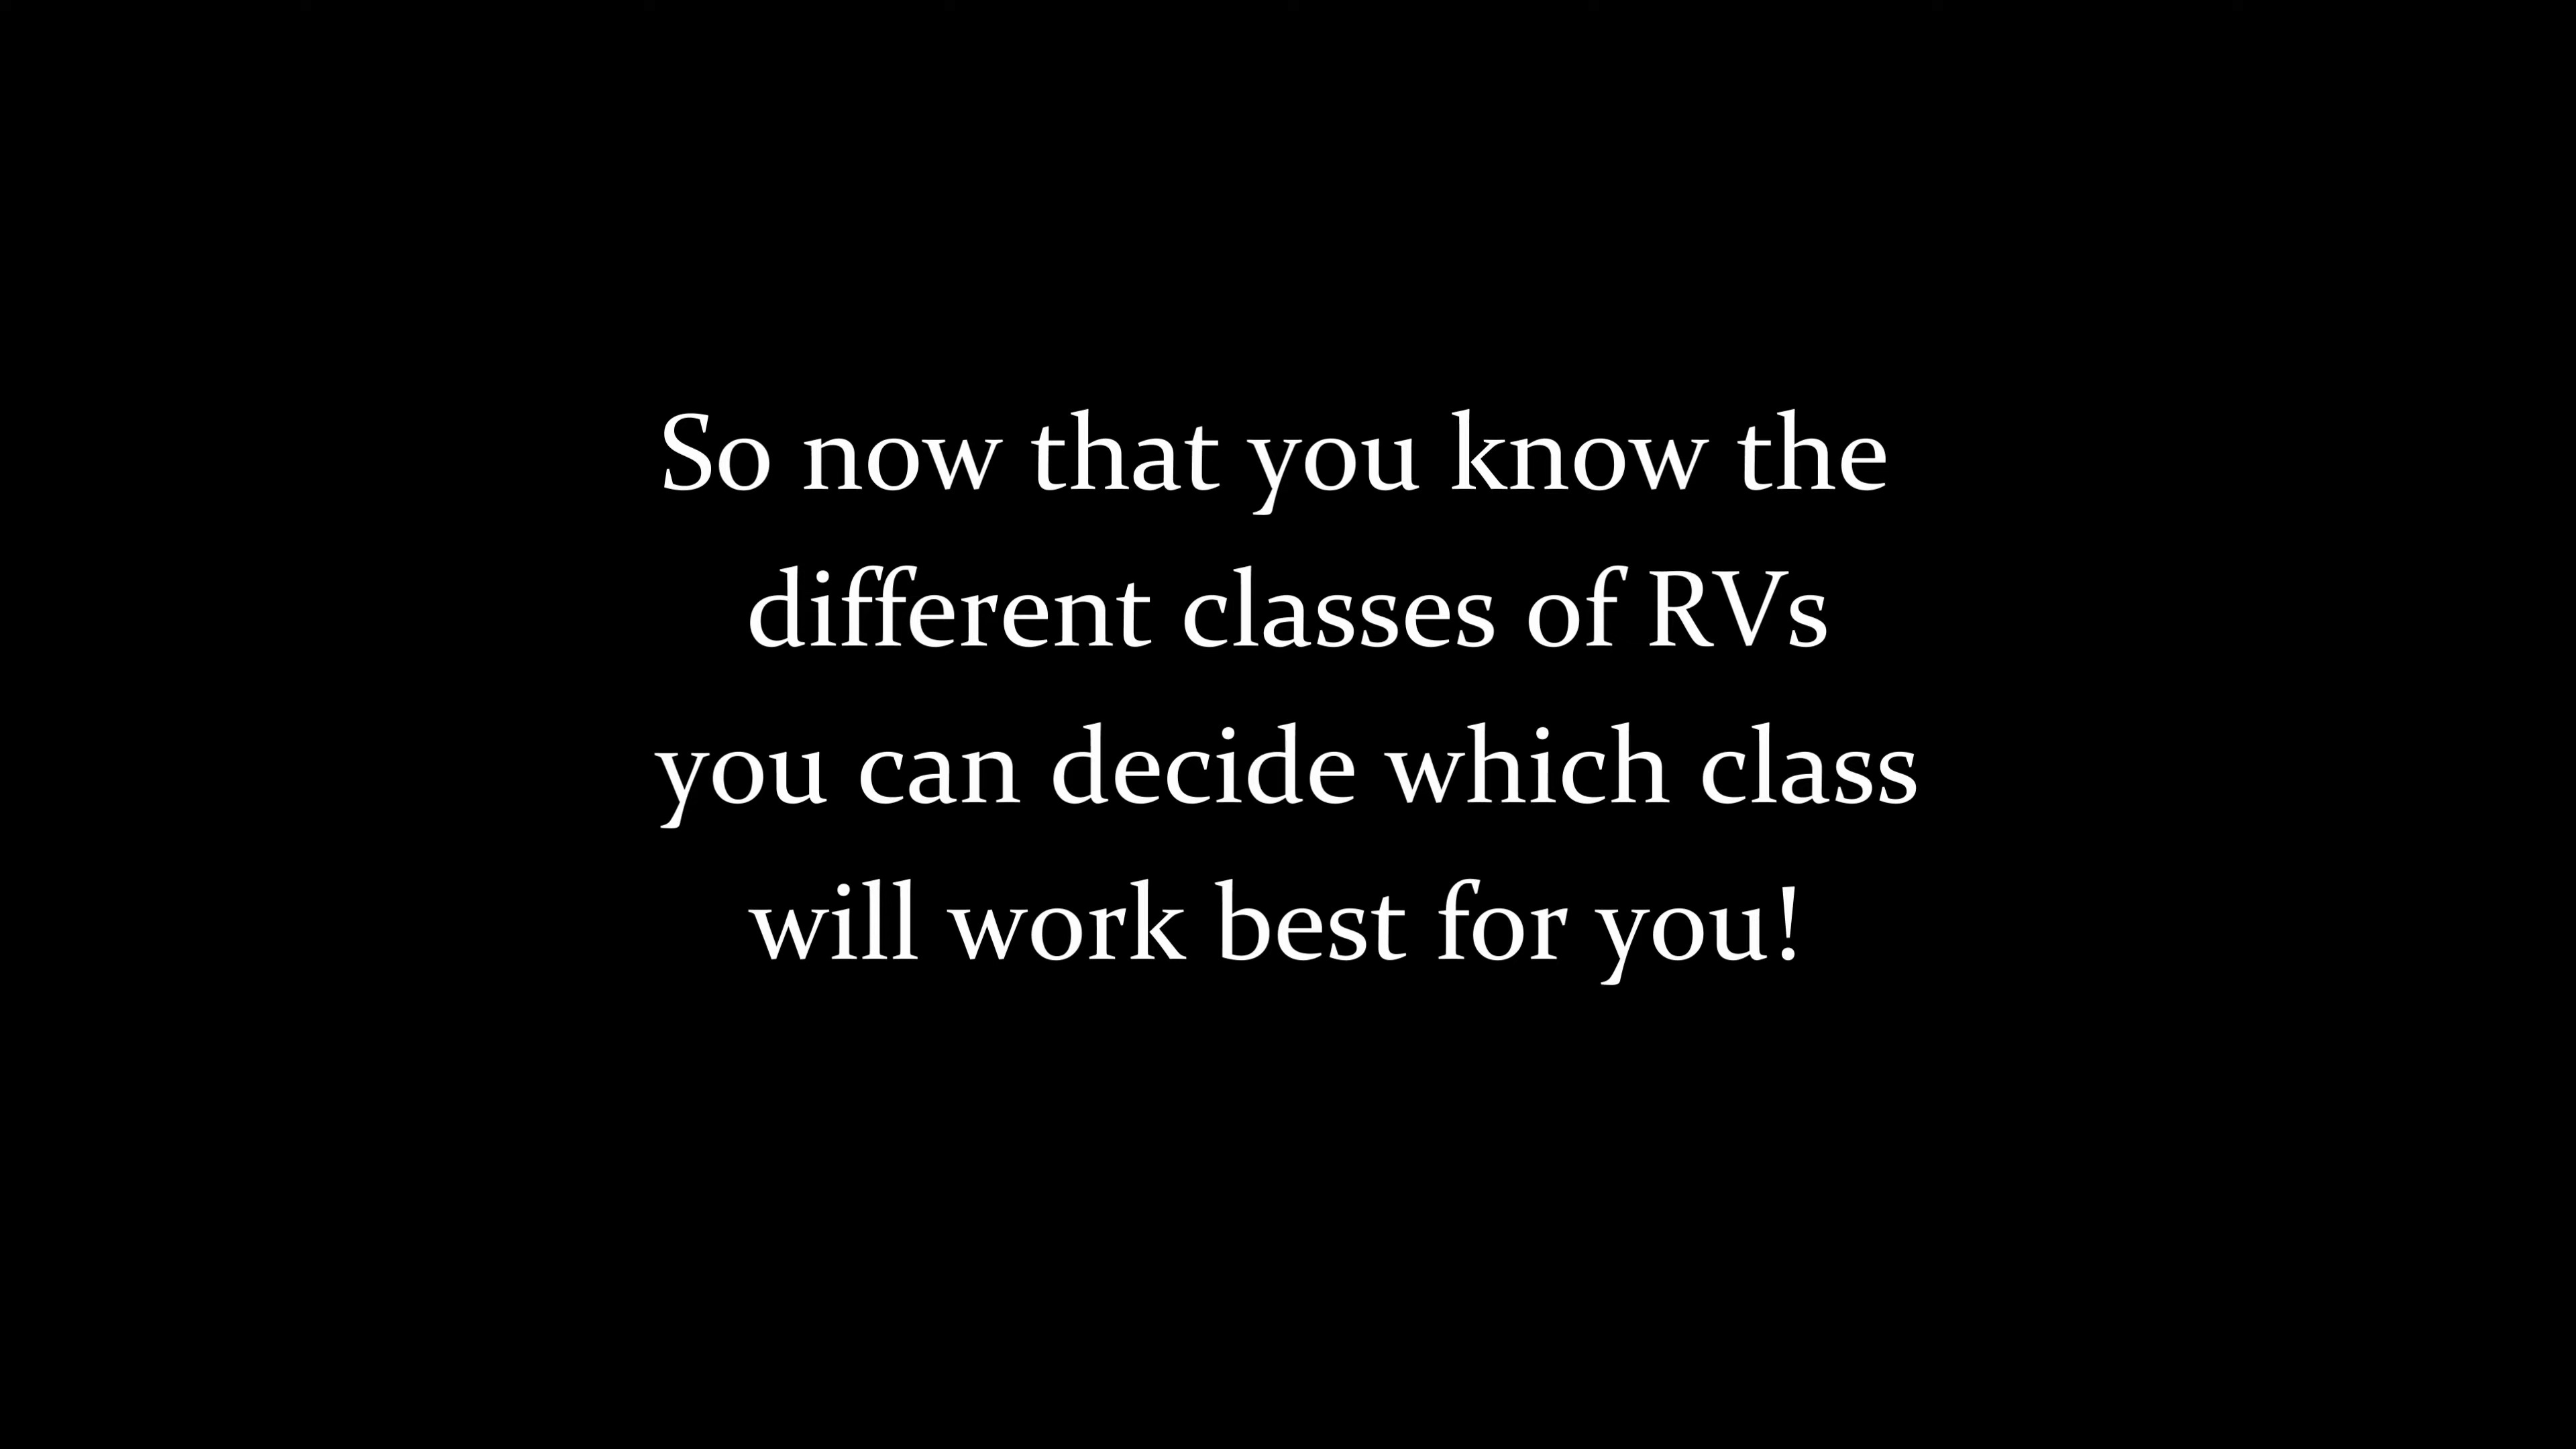 So now that you know the
different classes of RVs
you can decide which class
will work best for you!